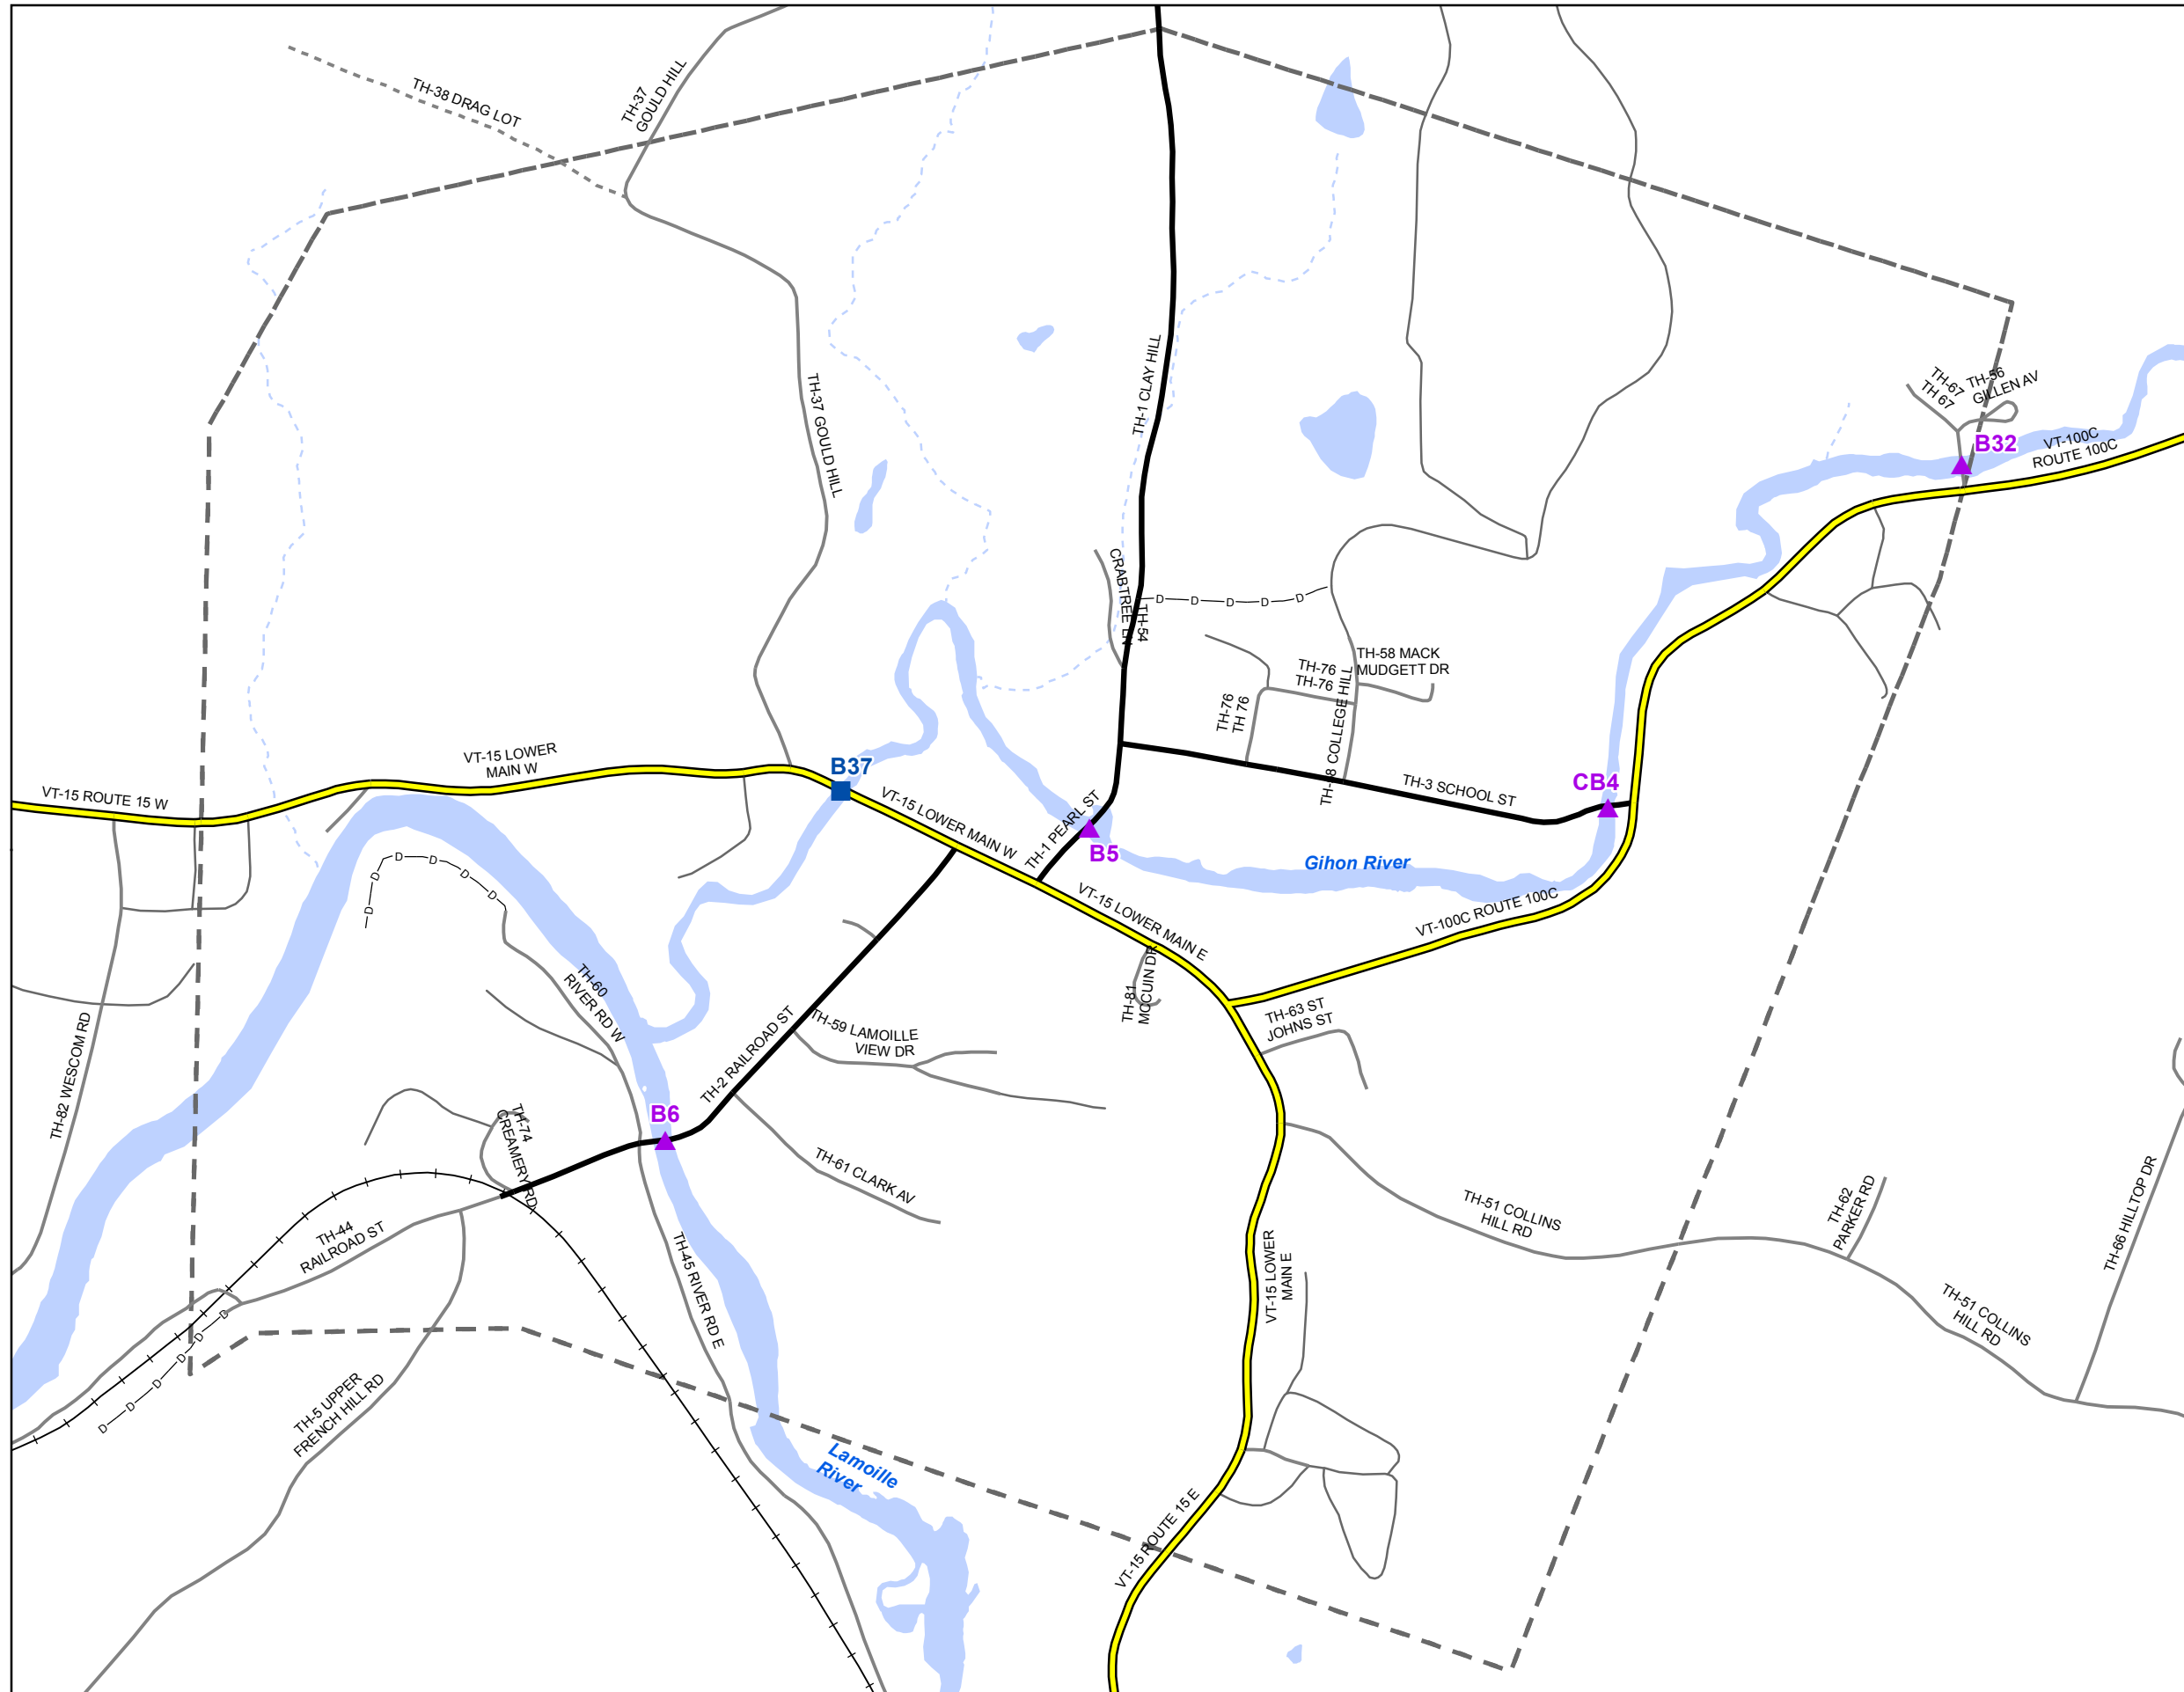 TH-38 DRAG LOT
TH-37
GOULD HILL
TH-37 GOULD HILL
TH-1 CLAY HILL
TH-67
TH 67
TH-56
GILLEN AV
B32
VT-100C
ROUTE 100C
CRABTREE LN
TH-54
D D D D D
TH-58 MACK
MUDGETT DR
TH-76
TH-76
TH-76
TH 76
TH-58 COLLEGE HILL
VT-15 LOWER
MAIN W
B37
VT-15 ROUTE 15 W
VT-15 LOWER MAIN W
TH-1 PEARL ST
B5
TH-3 SCHOOL ST
CB4
Gihon River
D D D D D D
VT-15 LOWER MAIN E
VT-100C ROUTE 100C
TH-60
RIVER RD W
TH-81
MCCUIN DR
TH-63 ST
JOHNS ST
TH-82 WESCOM RD
TH-2 RAILROAD ST
TH-59 LAMOILLE
VIEW DR
B6
TH-74
CREAMERY RD
TH-61 CLARK AV
TH-44
RAILROAD ST
TH-45 RIVER RD E
VT-15 LOWER
MAIN E
TH-51 COLLINS
HILL RD
TH-62
PARKER RD
TH-66 HILLTOP DR
TH-51 COLLINS
HILL RD
D D D D D D
TH-5 UPPER
FRENCH HILL RD
Lamoille
River
VT-15 ROUTE 15 E